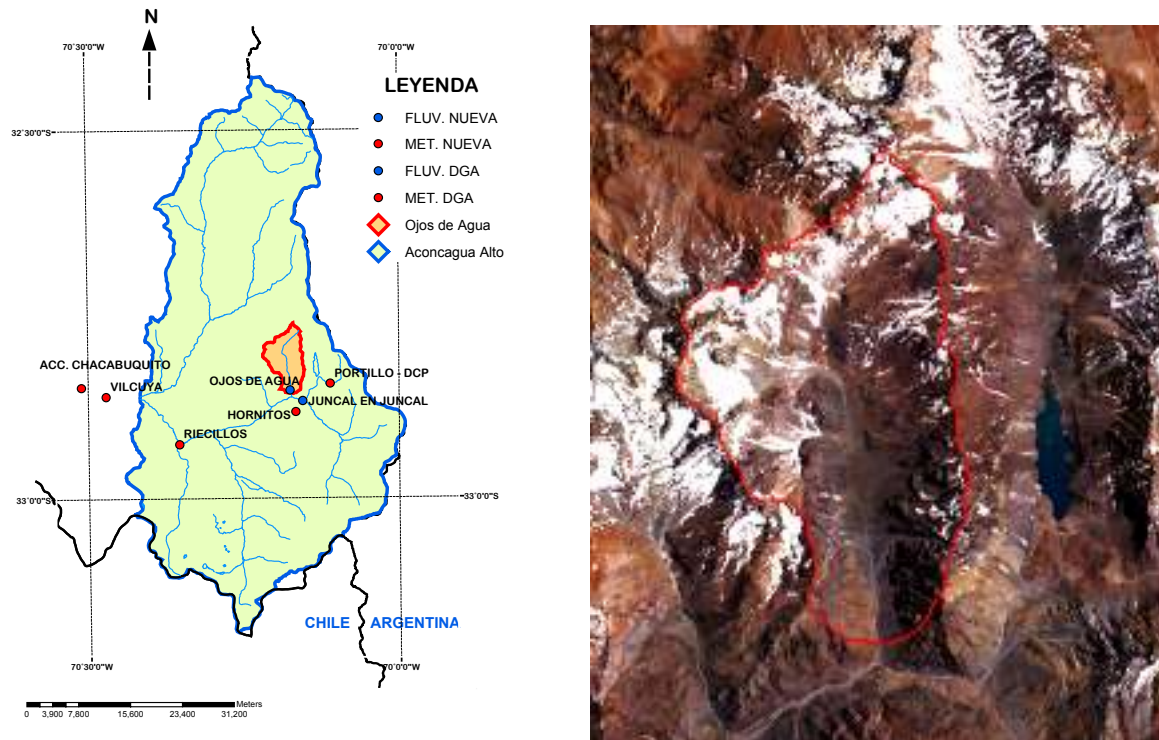 N
70°30'0"W
70°0'0"W
LEYENDA
FLUV. NUEVA
MET. NUEVA
FLUV. DGA
MET. DGA
Ojos de Agua
Aconcagua Alto
32°30'0"S
ACC. CHACABUQUITO
VILCUYA
OJOS DE AGUA
PORTILLO - DCP
JUNCAL EN JUNCAL
HORNITOS
RIECILLOS
33°0'0"S
33°0'0"S
CHILE
ARGENTINA
70°30'0"W
70°0'0"W
Meters
0 3,900 7,800 15,600 23,400 31,200